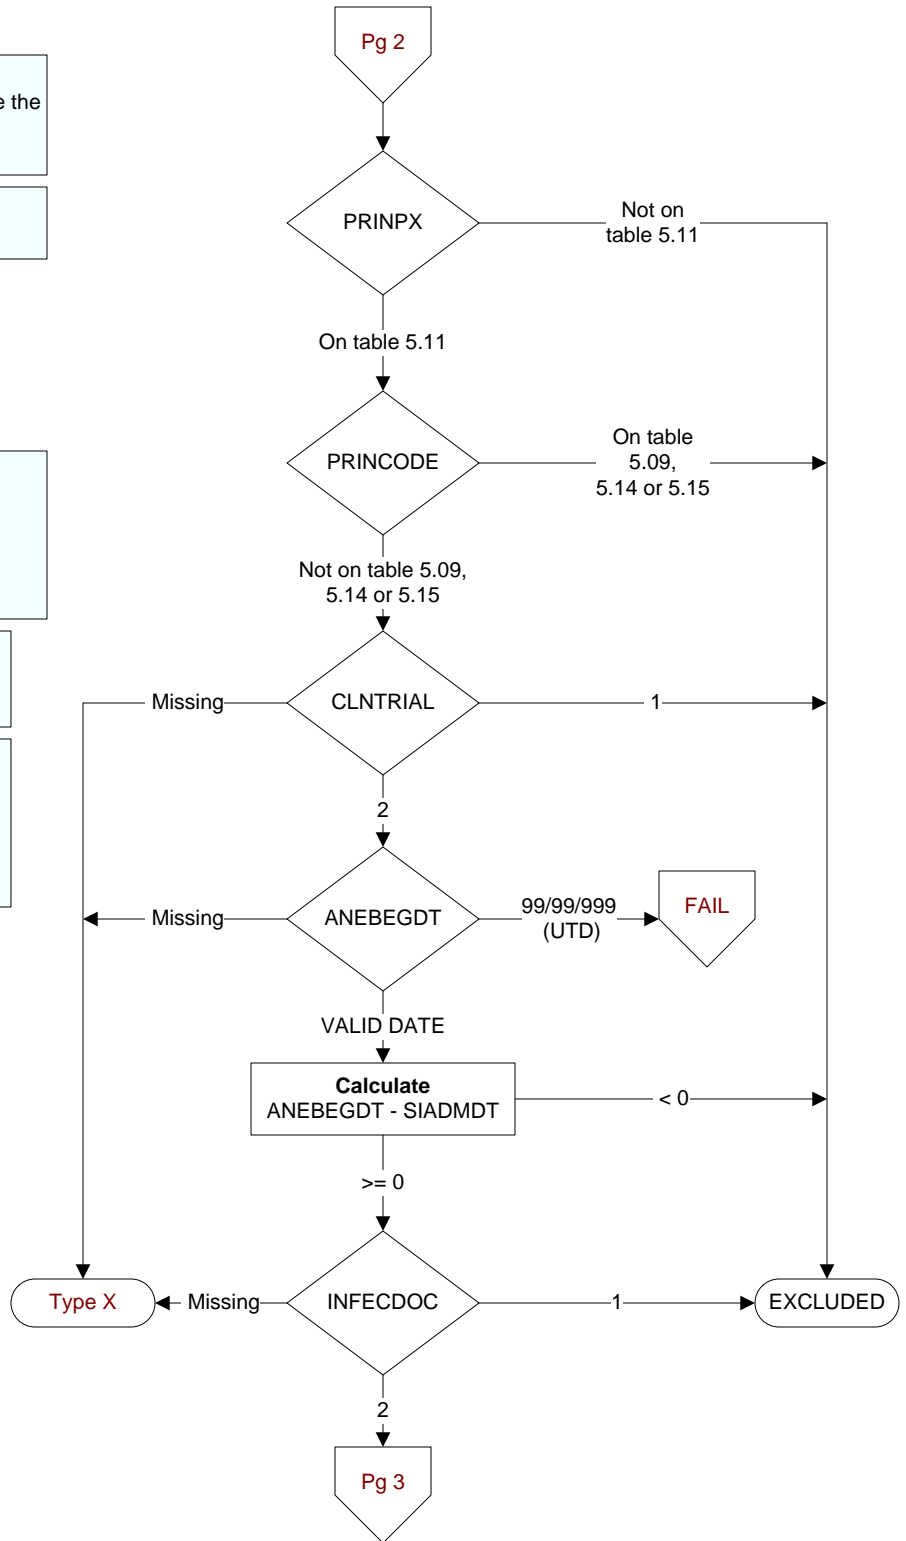 Pg 2
e the
PRINPX
Not on
table 5.11
On table 5.11
PRINCODE
On table
5.09,
5.14 or 5.15
Not on table 5.09,
5.14 or 5.15
Missing
CLNTRIAL
1
2
Missing
ANEBEGDT
99/99/999
(UTD)
FAIL
VALID DATE
Calculate
ANEBEGDT - SIADMDT
< 0
>= 0
Type X
Missing
INFECDOC
1
EXCLUDED
2
Pg 3